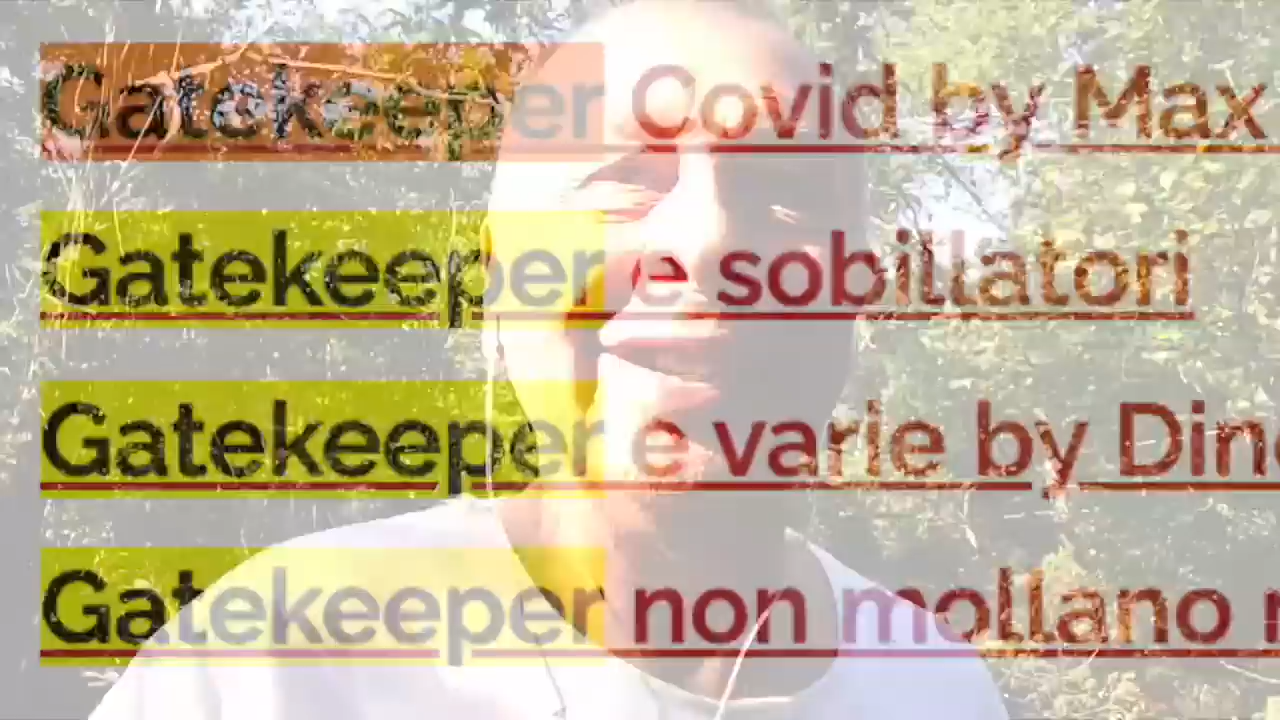 Gatekeeper Covid by Max
Gatekeeper e sobillatori
Gatekeeper e varie by Din
Gatekeeper non mollano